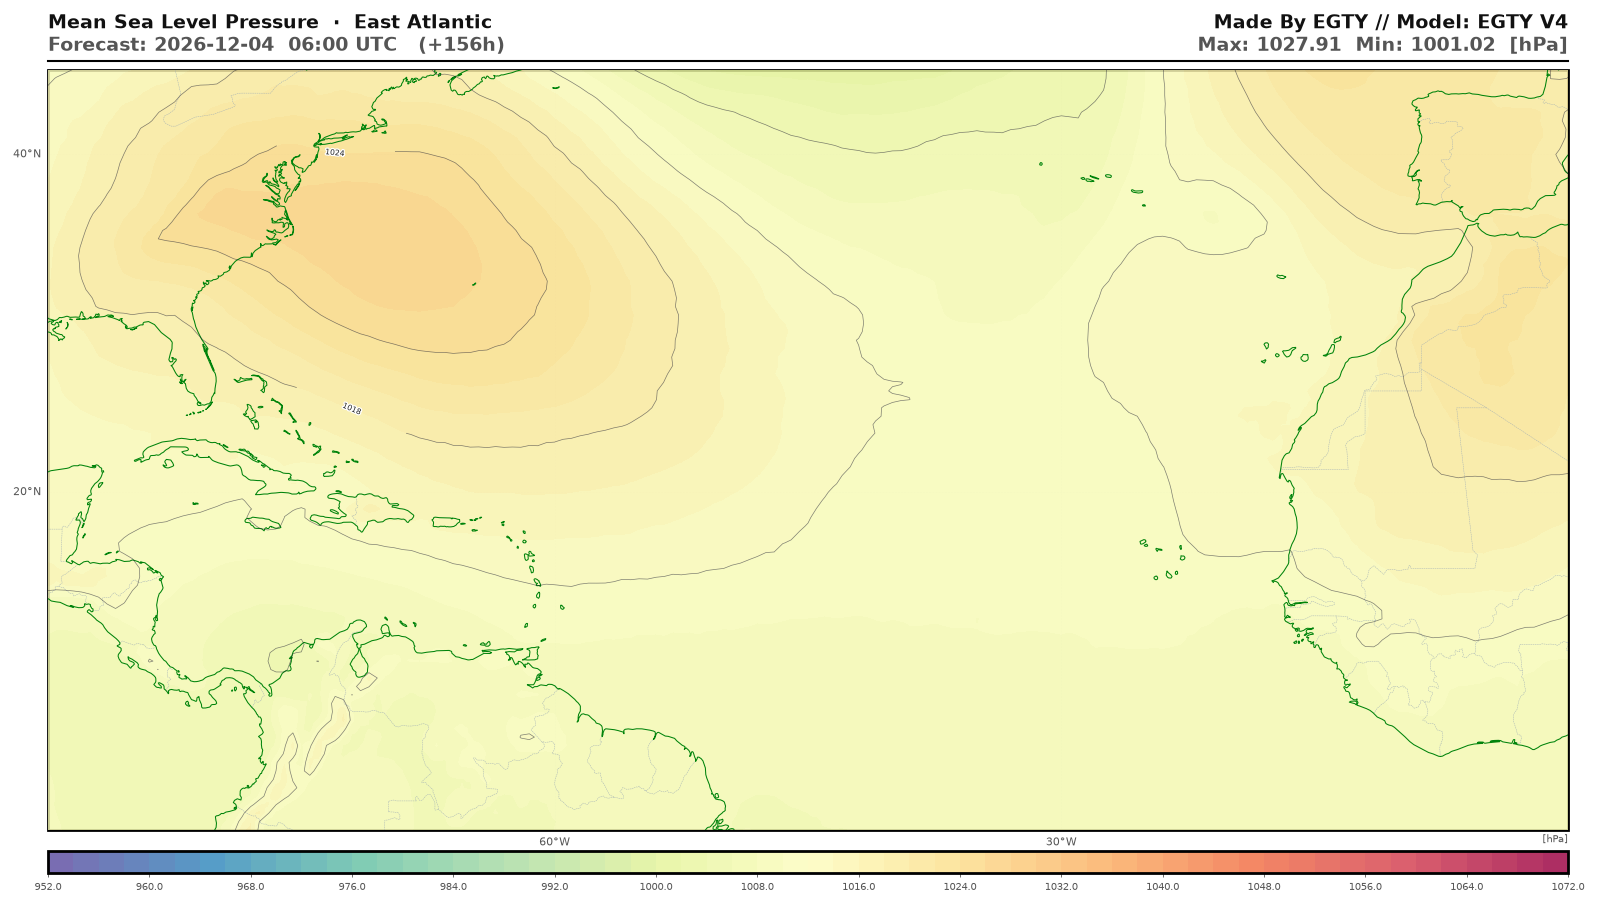 Mean Sea Level Pressure · East Atlantic
Made By EGTY // Model: EGTY V4
Forecast: 2026-12-04 06:00 UTC (+156h)
Max: 1027.91 Min: 1001.02 [hPa]
40°N
1024
1018
20°N
60°W
30°W
[hPa]
952.0 960.0 968.0 976.0 984.0 992.0 1000.0 1008.0 1016.0 1024.0 1032.0 1040.0 1048.0 1056.0 1064.0 1072.0